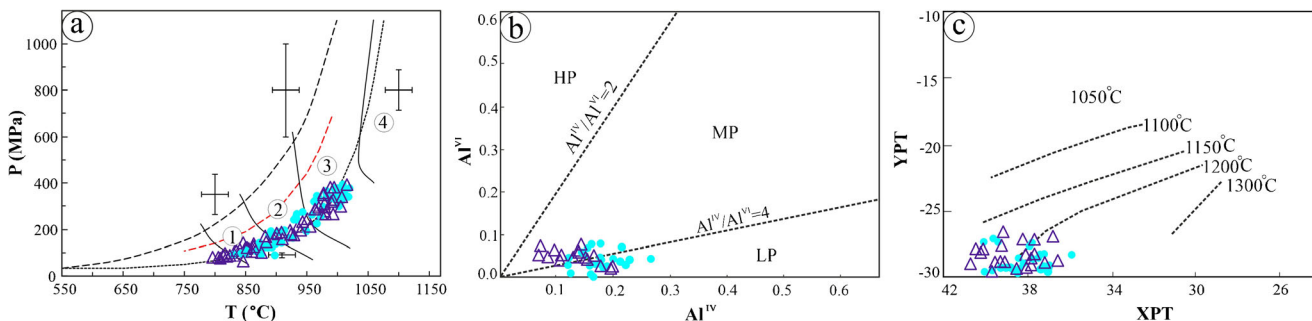 a
1000
800
600
400
200
0
P (MPa)
1
2
3
4
550
650
750
850
950
1050
1150
T (°C)
b
0.6
0.5
0.4
0.3
0.2
0.1
0.0
Al^VI
HP
Al^IV/Al^VI=2
MP
Al^IV/Al^VI=4
LP
0.1
0.2
0.3
0.4
0.5
0.6
Al^IV
c
-10
-15
-20
-25
-30
YPT
1050°C
1100°C
1150°C
1200°C
1300°C
42
38
34
30
26
XPT